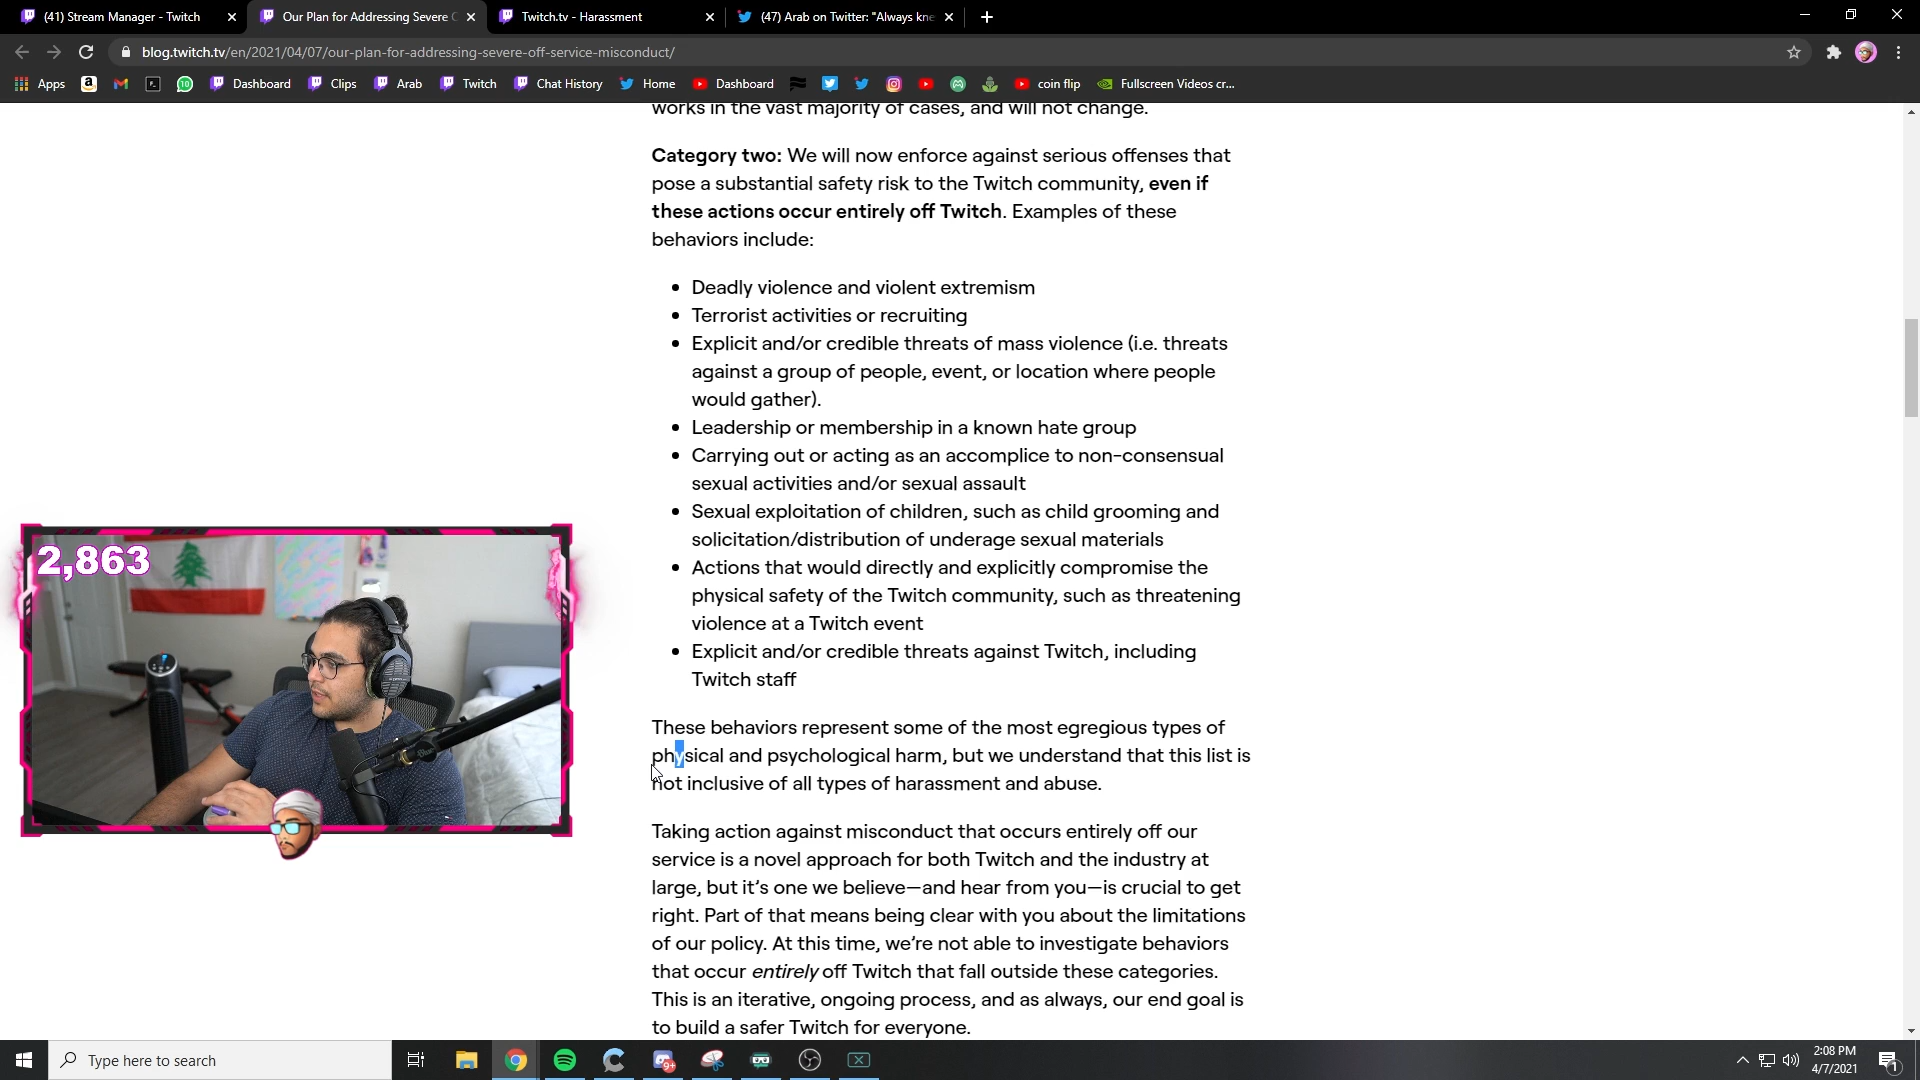 (41) Stream Manager - Twitch
Our Plan for Addressing Severe
Twitch.tv - Harassment
(47) Arab on Twitter: "Always kne
blog.twitch.tv/en/2021/04/07/our-plan-for-addressing-severe-off-service-misconduct/
Apps
10
Dashboard
Clips
Arab
Twitch
Chat History
Home
Dashboard
coin flip
Fullscreen Videos cr...
works in the vast majority of cases, and will not change.
Category two: We will now enforce against serious offenses that
pose a substantial safety risk to the Twitch community, even if
these actions occur entirely off Twitch. Examples of these
behaviors include:
• Deadly violence and violent extremism
• Terrorist activities or recruiting
• Explicit and/or credible threats of mass violence (i.e. threats
against a group of people, event, or location where people
would gather).
• Leadership or membership in a known hate group
• Carrying out or acting as an accomplice to non-consensual
sexual activities and/or sexual assault
• Sexual exploitation of children, such as child grooming and
solicitation/distribution of underage sexual materials
• Actions that would directly and explicitly compromise the
physical safety of the Twitch community, such as threatening
violence at a Twitch event
• Explicit and/or credible threats against Twitch, including
Twitch staff
2,863
These behaviors represent some of the most egregious types of
physical and psychological harm, but we understand that this list is
not inclusive of all types of harassment and abuse.
Taking action against misconduct that occurs entirely off our
service is a novel approach for both Twitch and the industry at
large, but it's one we believe—and hear from you—is crucial to get
right. Part of that means being clear with you about the limitations
of our policy. At this time, we're not able to investigate behaviors
that occur entirely off Twitch that fall outside these categories.
This is an iterative, ongoing process, and as always, our end goal is
to build a safer Twitch for everyone.
Type here to search
9+
2:08 PM
4/7/2021
1